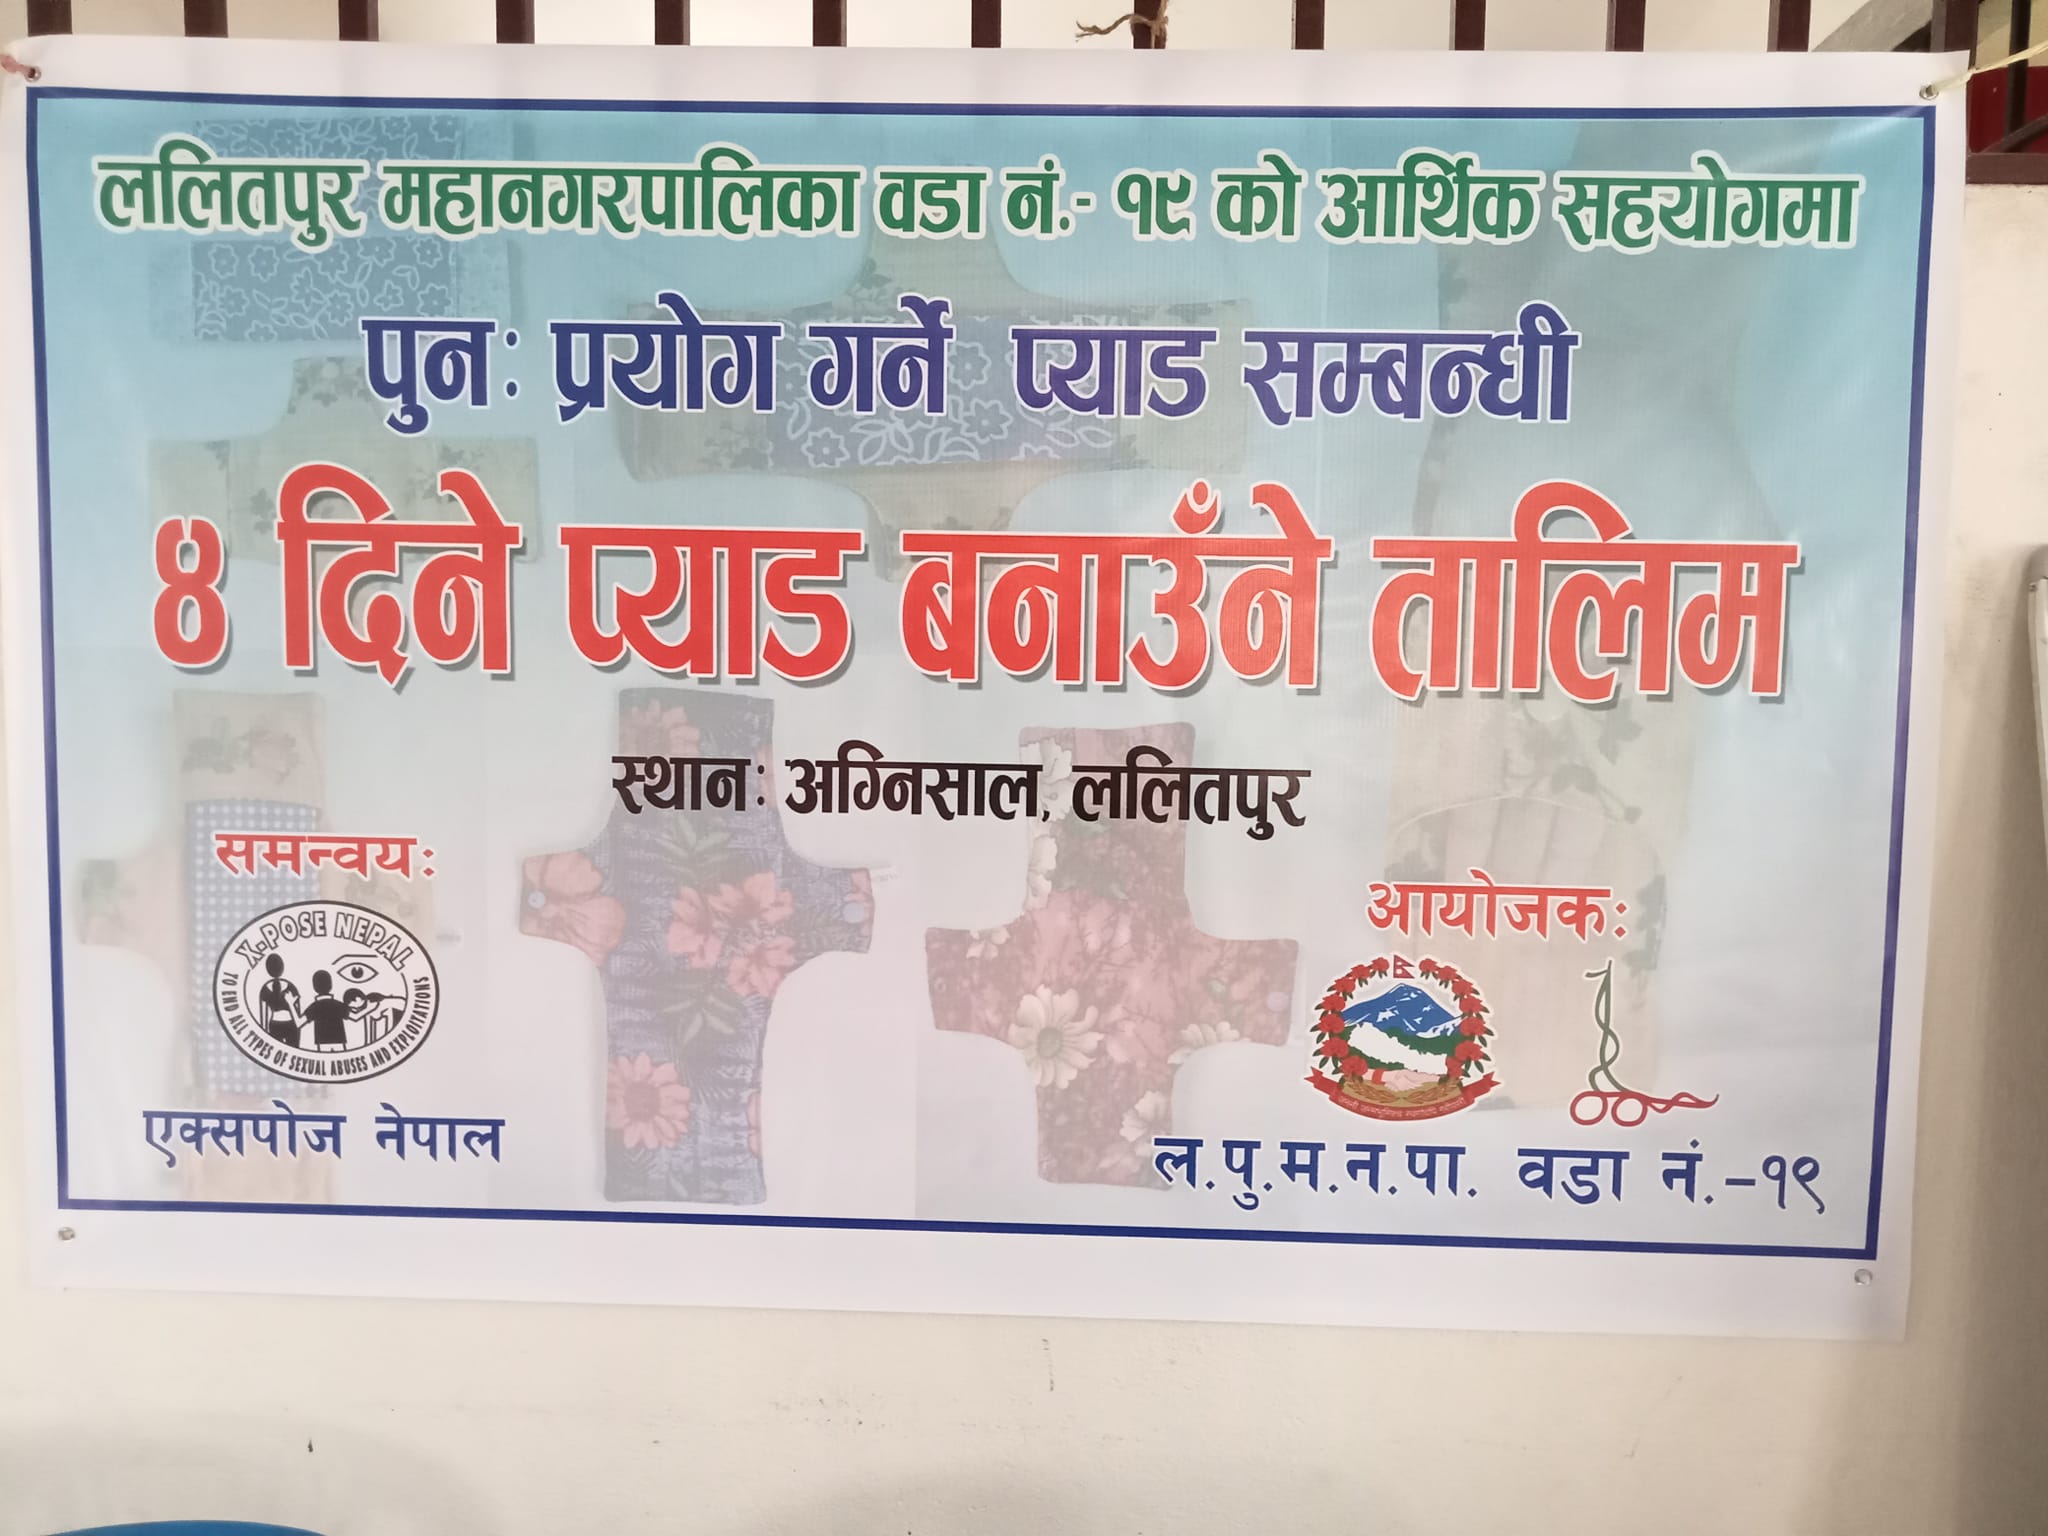 ललितपुर महानगरपालिका वडा नं.- १९ को आर्थिक सहयोगमा
पुनः प्रयोग गर्ने प्याड सम्बन्धी
४ दिने प्याड बनाउँने तालिम
स्थानः अग्निसाल, ललितपुर
समन्वयः
X-POSE NEPAL
TO END ALL TYPES OF SEXUAL ABUSES AND EXPLOITATIONS
एक्सपोज नेपाल
आयोजकः
ल.पु.म.न.पा. वडा नं.-१९